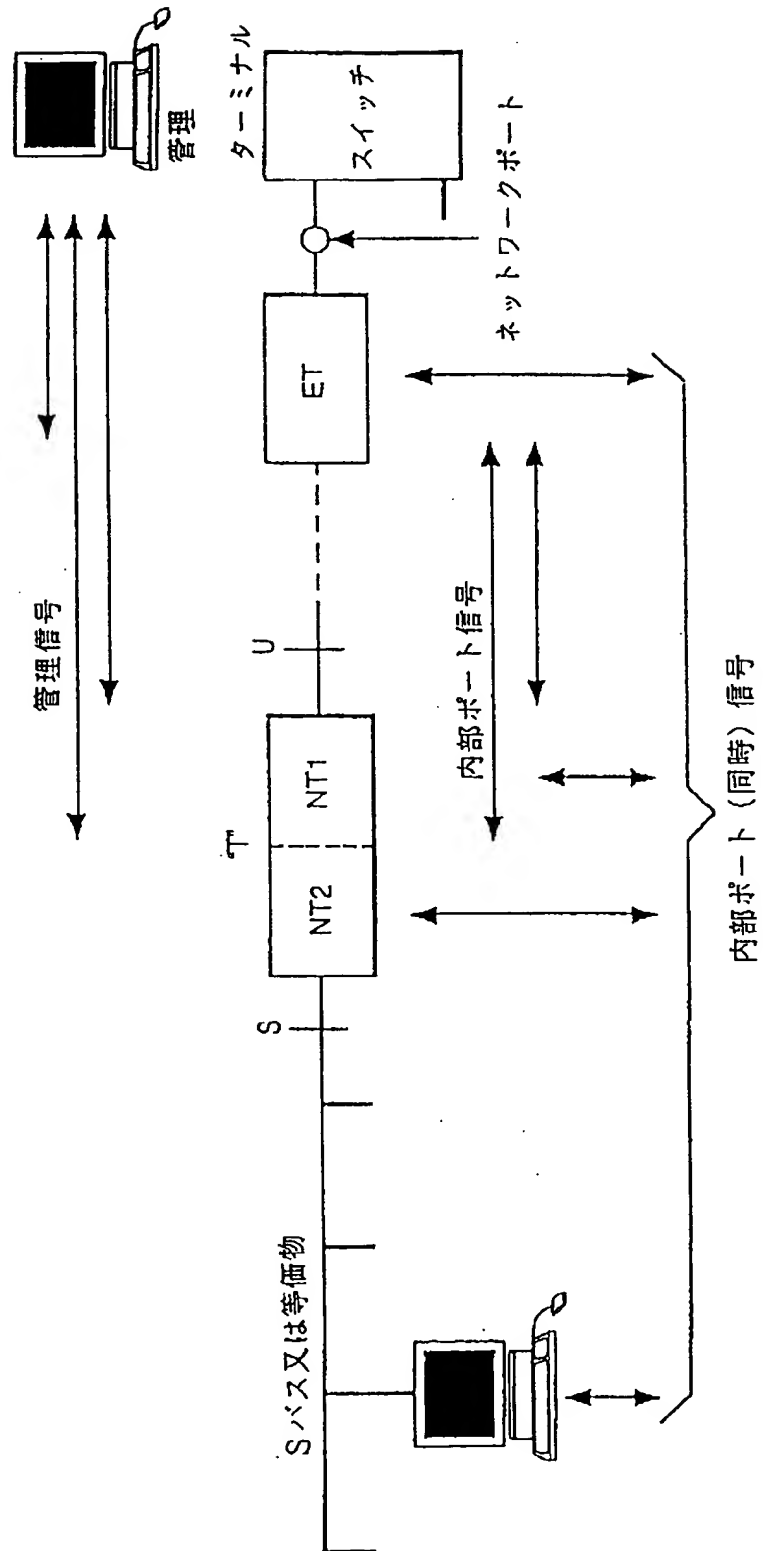 管理
管理信号
ターミナル
スイッチ
ネットワークポート
ET
U
"T"
NT1
NT2
S
Sバス又は等価物
内部ポート信号
内部ポート(同時)信号